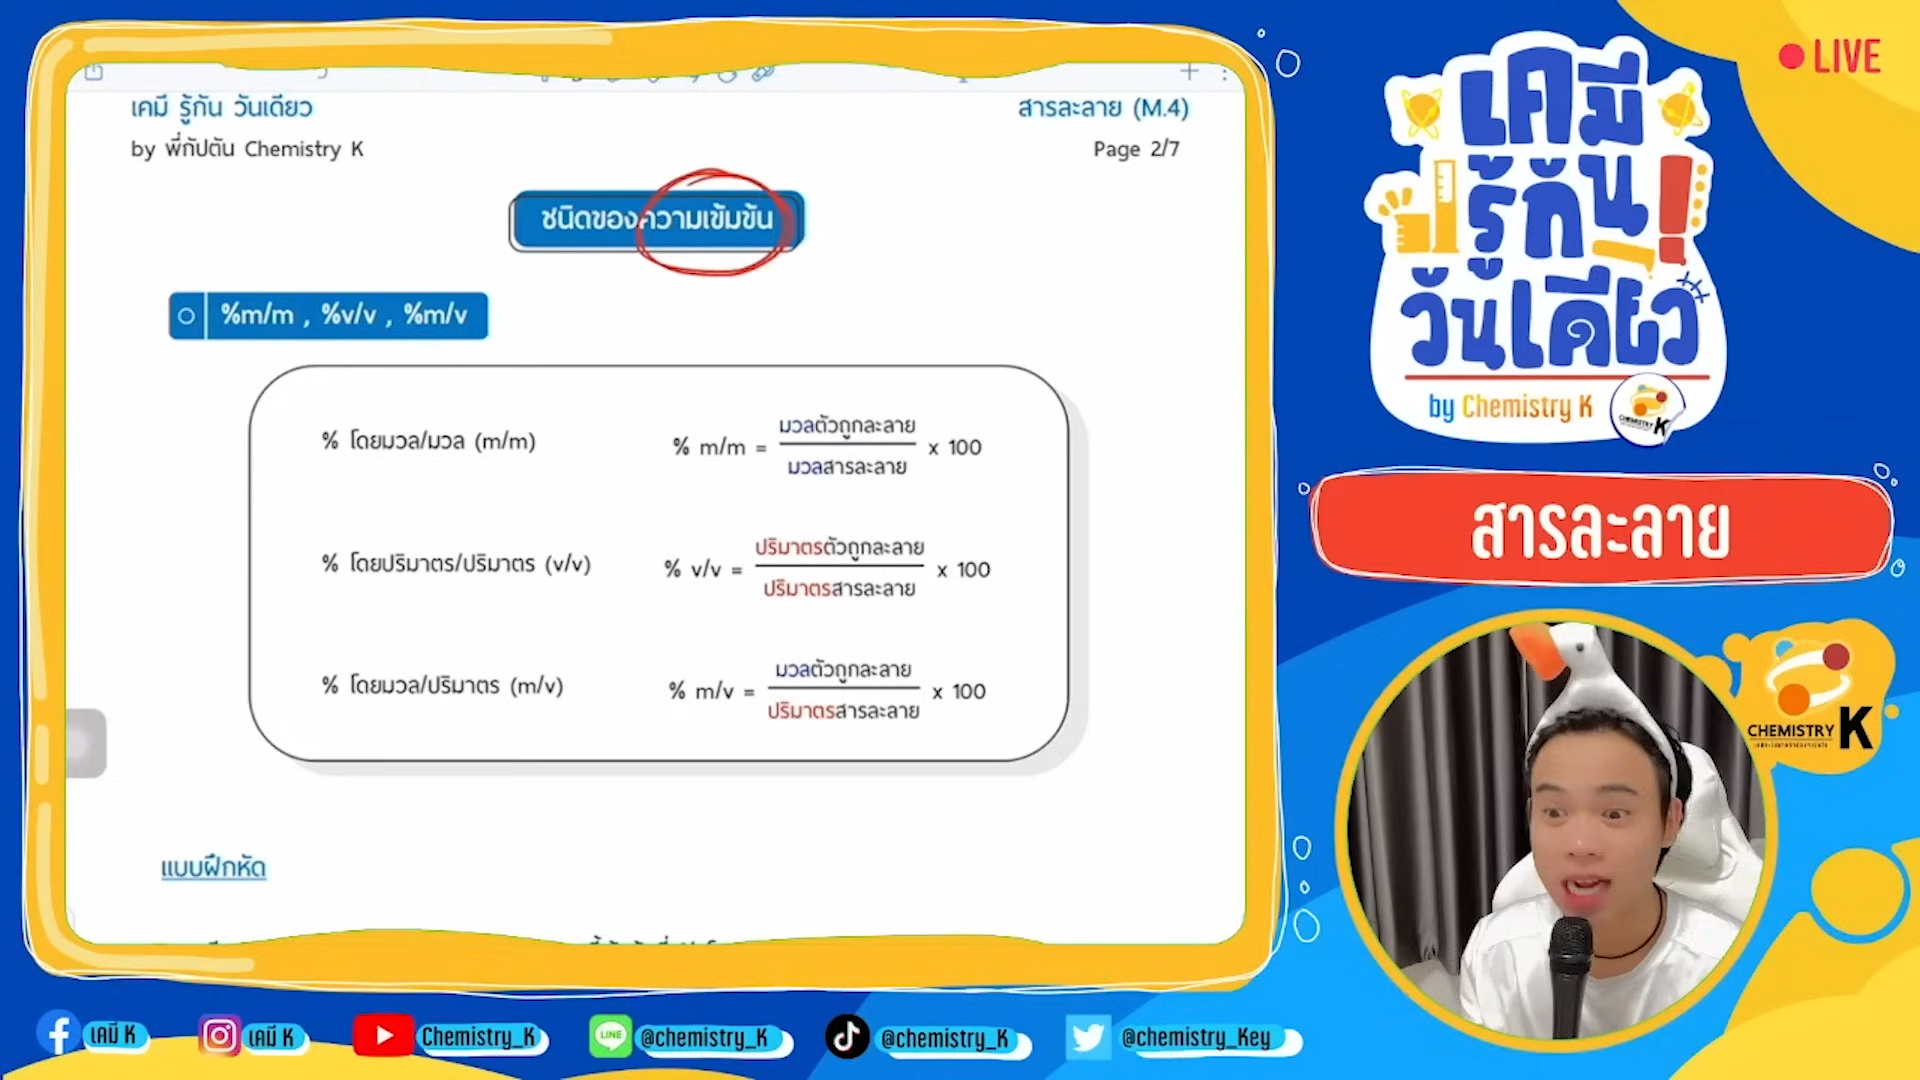 เคมี รู้กัน วันเดียว
สารละลาย (M.4)
by พี่กัปตัน Chemistry K
Page 2/7
ชนิดของความเข้มข้น
%m/m , %v/v , %m/v
% โดยมวล/มวล (m/m)
% m/m = มวลตัวถูกละลาย
มวลสารละลาย
x 100
% โดยปริมาตร/ปริมาตร (v/v)
% v/v = ปริมาตรตัวถูกละลาย
ปริมาตรสารละลาย
x 100
% โดยมวล/ปริมาตร (m/v)
% m/v = มวลตัวถูกละลาย
ปริมาตรสารละลาย
x 100
แบบฝึกหัด
LIVE
เคมี
รู้กัน!
วันเดียว
by Chemistry K
CHEMISTRY K
สารละลาย
CHEMISTRY K
เคมี K
เคมี K
Chemistry_K
LINE
@chemistry_K
@chemistry_K
@chemistry_Key